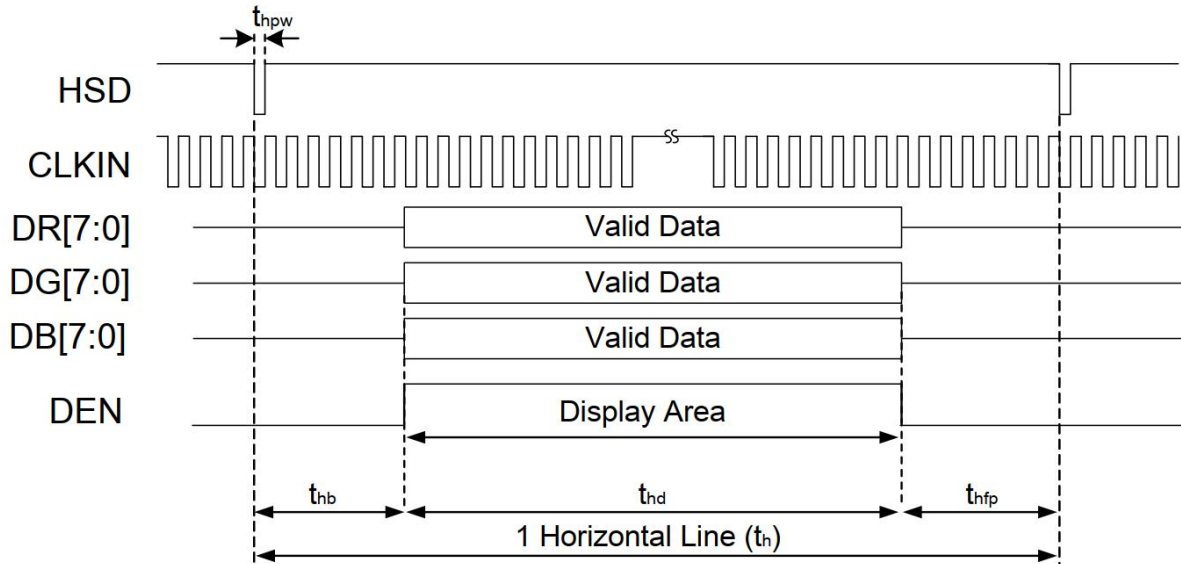 thpw
HSD
CLKIN
DR[7:0] Valid Data
DG[7:0] Valid Data
DB[7:0] Valid Data
DEN Display Area
thb thd thfp
1 Horizontal Line (th)